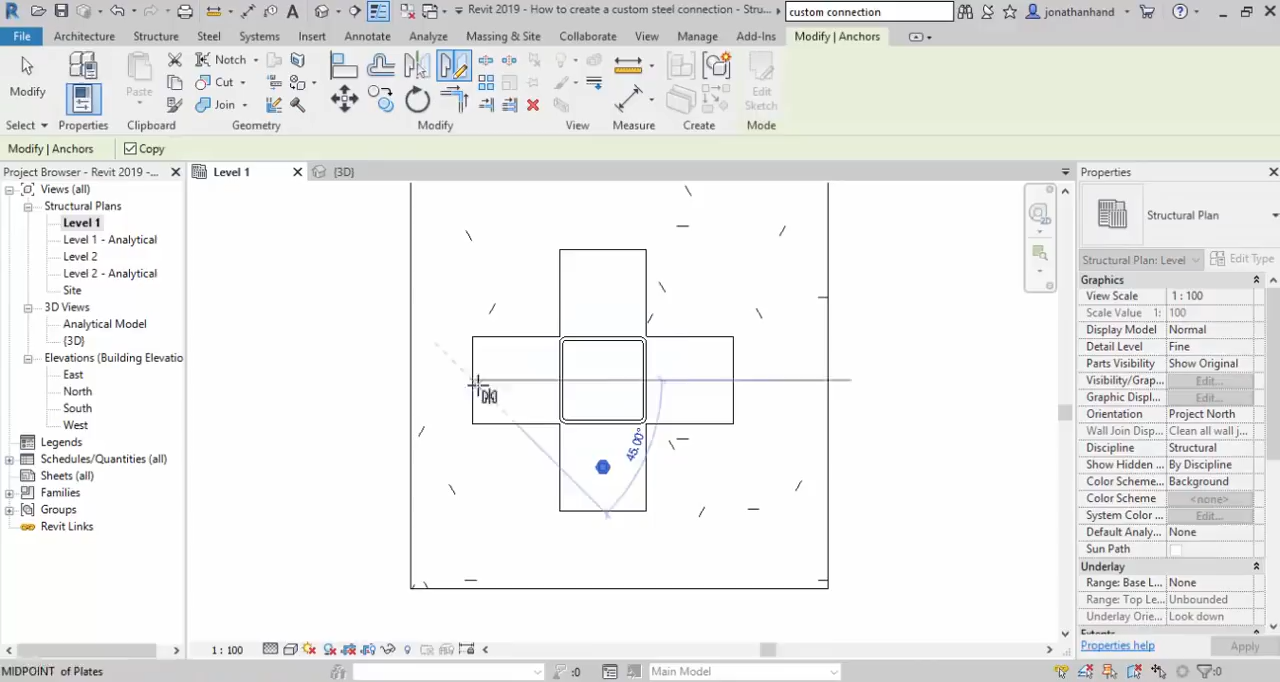 Revit 2019 - How to create a custom steel connection - Stru...
custom connection
jonathanhand
File
Architecture
Structure
Steel
Systems
Insert
Annotate
Analyze
Massing & Site
Collaborate
View
Manage
Add-Ins
Modify | Anchors
Notch
Cut
Join
Modify
Paste
Edit
Sketch
Select
Properties
Clipboard
Geometry
Modify
View
Measure
Create
Mode
Modify | Anchors
Copy
Project Browser - Revit 2019 -...
Level 1
{3D}
Properties
Views (all)
Structural Plans
Level 1
Level 1 - Analytical
Level 2
Level 2 - Analytical
Site
3D Views
Analytical Model
{3D}
Elevations (Building Elevatio
East
North
South
West
Legends
Schedules/Quantities (all)
Sheets (all)
Families
Groups
Revit Links
45.00°
2D
Structural Plan
Structural Plan: Level
Edit Type
Graphics
View Scale 1 : 100
Scale Value 1: 100
Display Model Normal
Detail Level Fine
Parts Visibility Show Original
Visibility/Grap... Edit...
Graphic Displ... Edit...
Orientation Project North
Wall Join Disp... Clean all wall j...
Discipline Structural
Show Hidden ... By Discipline
Color Scheme... Background
Color Scheme <none>
System Color ... Edit...
Default Analy... None
Sun Path
Underlay
Range: Base L... None
Range: Top Le... Unbounded
Underlay Orie... Look down
Extents
Properties help
Apply
1 : 100
MIDPOINT of Plates
:0
Main Model
:0